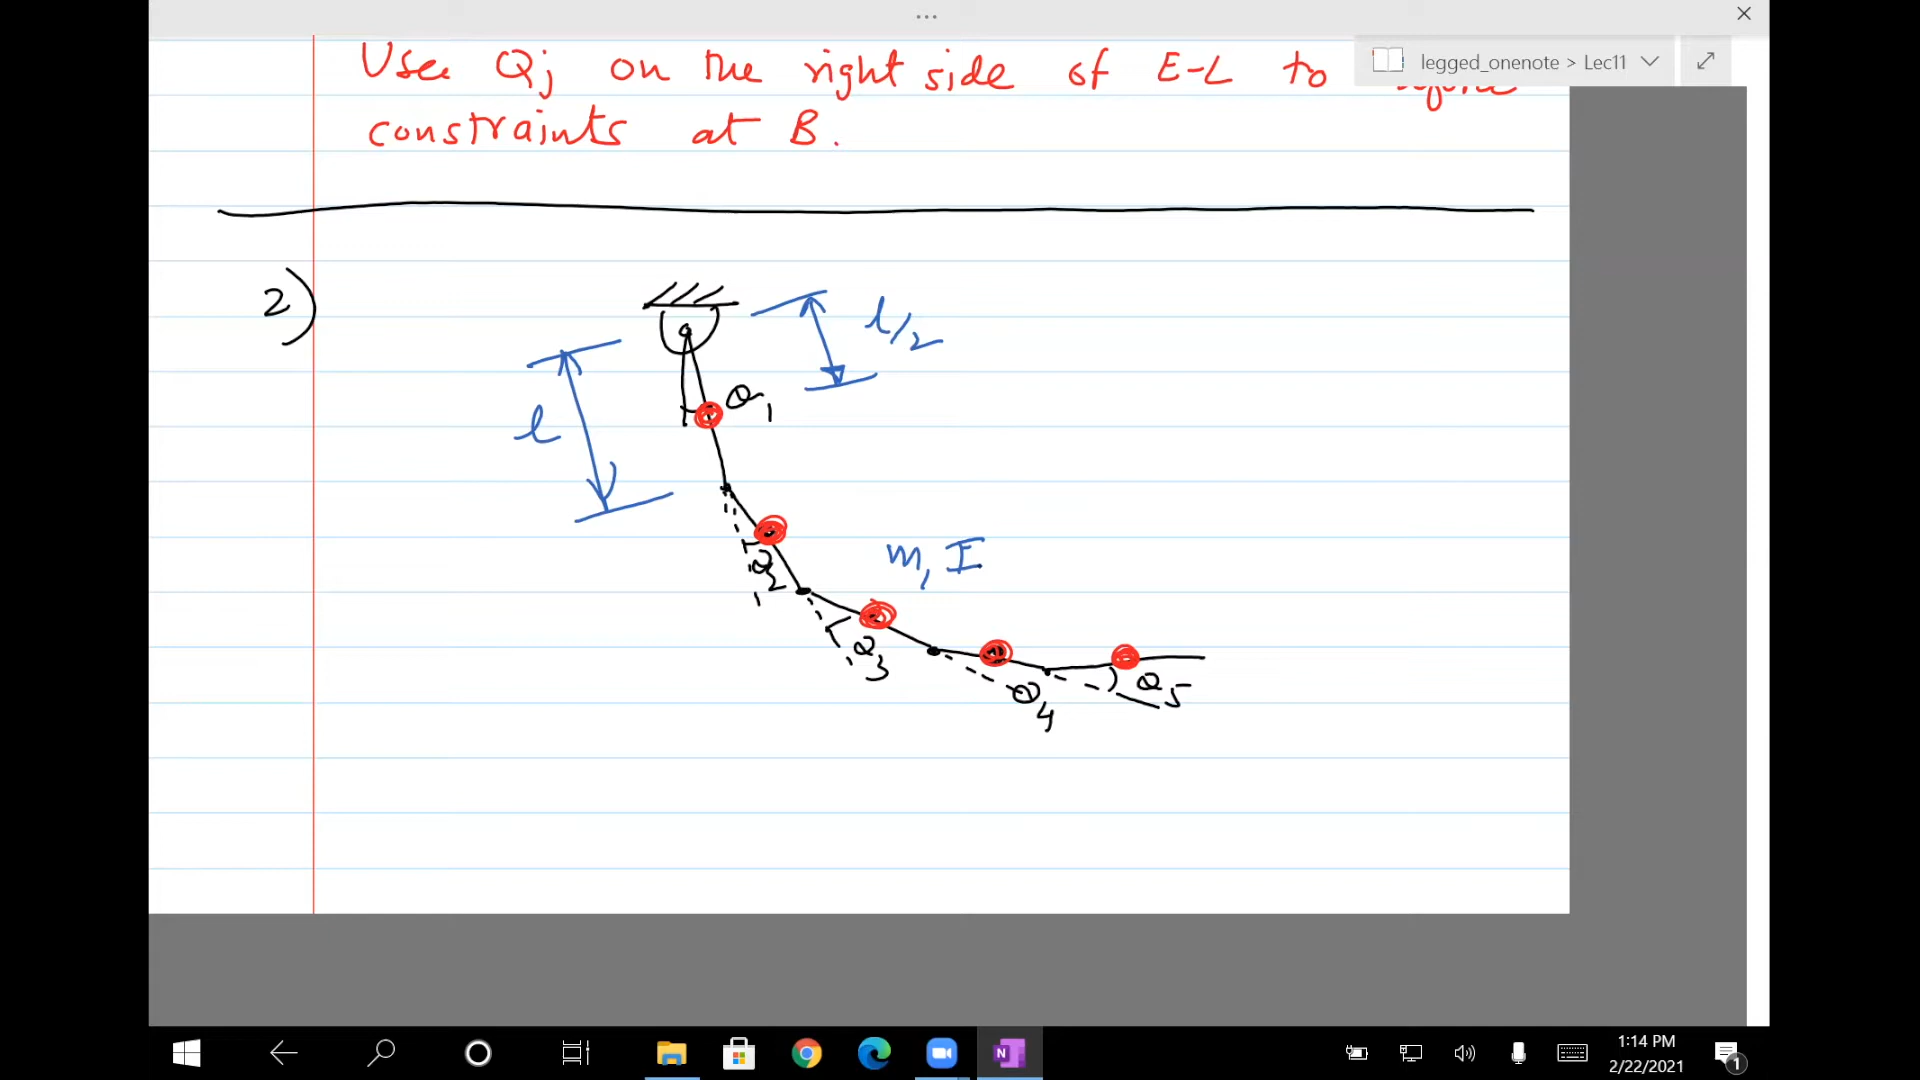 legged_onenote > Lec11
Use Qj on the right side of E-L to
constraints at B.
2)
l/2
l
θ1
m, I
θ2
θ3
θ4
θ5
1:14 PM
2/22/2021
1